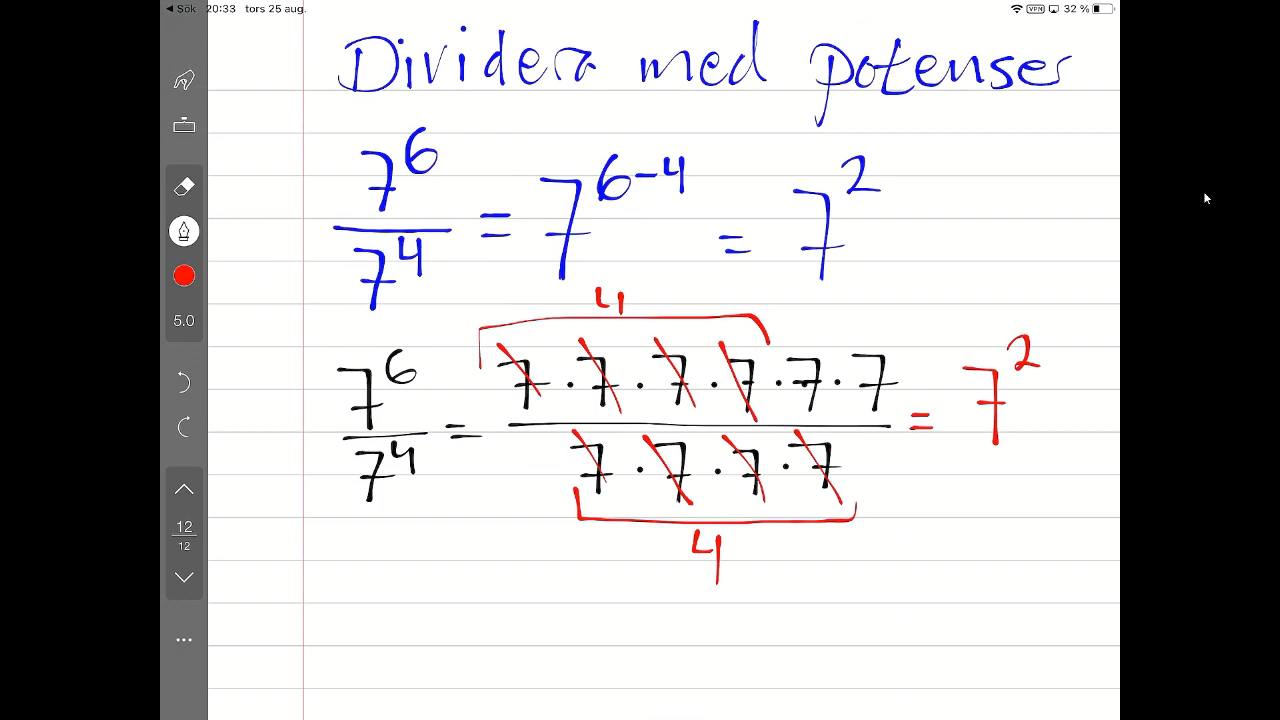 Sök 20:33 tors 25 aug. VPN 32 %
Dividera med potenser
7^6/7^4 = 7^{6-4} = 7^2
4
7^6/7^4 = 7·7·7·7·7·7/7·7·7·7 = 7^2
4
5.0
12
12